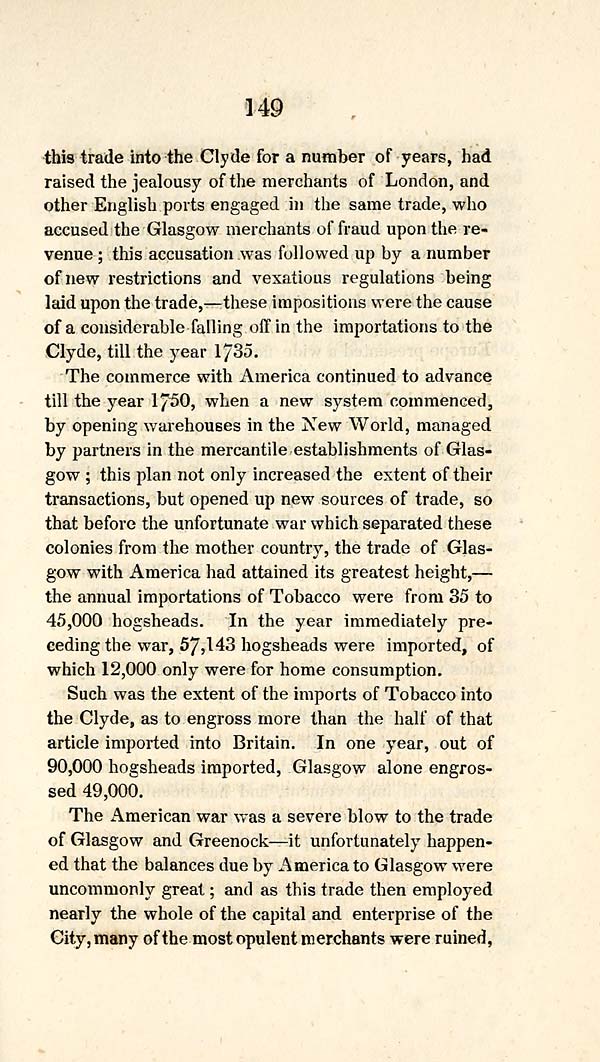 149
this trade into the Clyde for a number of years, had
raised the jealousy of the merchants of London, and
other English ports engaged in the same trade, who
accused the Glasgow merchants of fraud upon the re-
venue ; this accusation was followed up by a number
of new restrictions and vexatious regulations being
laid upon the trade,—these impositions were the cause
of a considerable falling off in the importations to the
Clyde, till the year 1735.
The commerce with America continued to advance
till the year 1750, when a new system commenced,
by opening warehouses in the New World, managed
by partners in the mercantile establishments of Glas-
gow ; this plan not only increased the extent of their
transactions, but opened up new sources of trade, so
that before the unfortunate war which separated these
colonies from the mother country, the trade of Glas-
gow with America had attained its greatest height,—
the annual importations of Tobacco were from 35 to
45,000 hogsheads. In the year immediately pre-
ceding the war, 57,143 hogsheads were imported, of
which 12,000 only were for home consumption.
Such was the extent of the imports of Tobacco into
the Clyde, as to engross more than the half of that
article imported into Britain. In one year, out of
90,000 hogsheads imported, Glasgow alone engros-
sed 49,000.
The American war was a severe blow to the trade
of Glasgow and Greenock—it unfortunately happen-
ed that the balances due by America to Glasgow were
uncommonly great ; and as this trade then employed
nearly the whole of the capital and enterprise of the
City, many of the most opulent merchants were ruined,